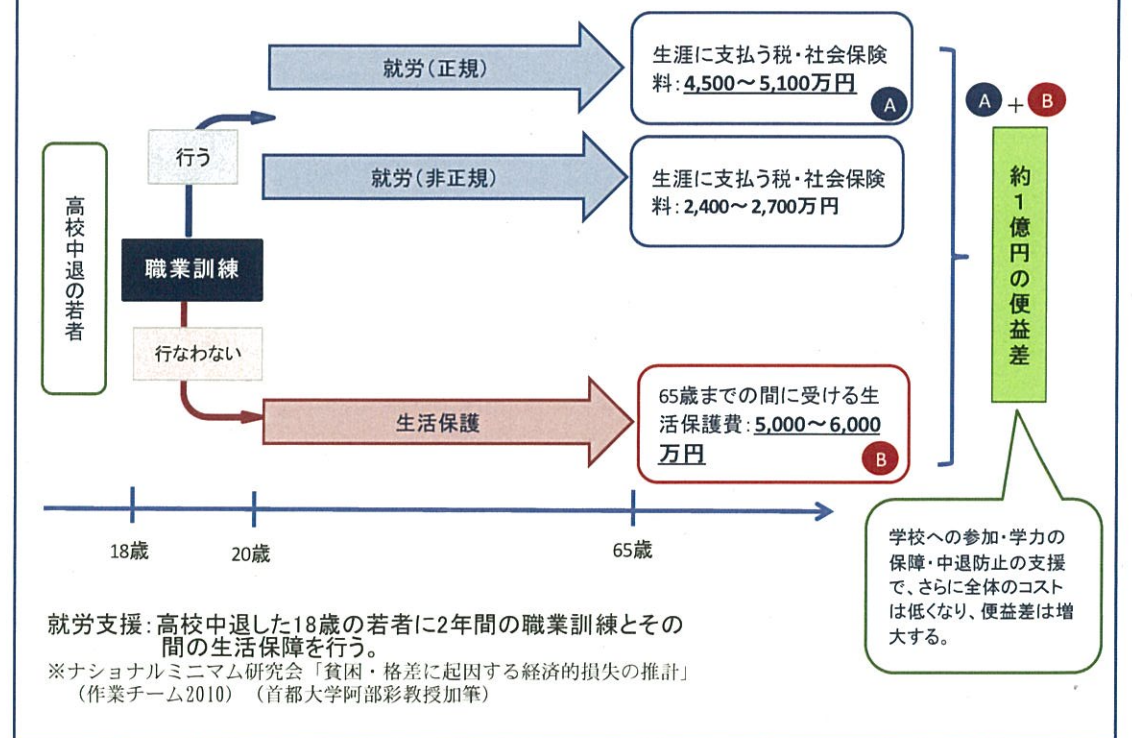 就労(正規)
生涯に支払う税・社会保険
料:4,500～5,100万円
A
A + B
行う
就労(非正規)
生涯に支払う税・社会保険
料:2,400～2,700万円
高校中退の若者
職業訓練
約1億円の便益差
行なわない
生活保護
65歳までの間に受ける生
活保護費:5,000～6,000
万円
B
18歳
20歳
65歳
学校への参加・学力の
保障・中退防止の支援
で、さらに全体のコスト
は低くなり、便益差は増
大する。
就労支援:高校中退した18歳の若者に2年間の職業訓練とその
間の生活保障を行う。
※ナショナルミニマム研究会「貧困・格差に起因する経済的損失の推計」
(作業チーム2010) (首都大学阿部彩教授加筆)